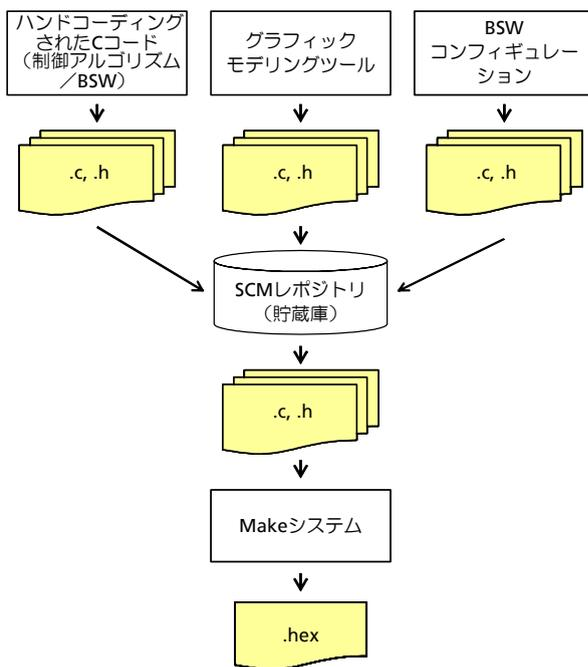 ハンドコーディング
されたCコード
(制御アルゴリズム
/BSW)
グラフィック
モデリングツール
BSW
コンフィギュレー
ション
.c, .h
.c, .h
.c, .h
SCMレポジトリ
(貯蔵庫)
.c, .h
Makeシステム
.hex